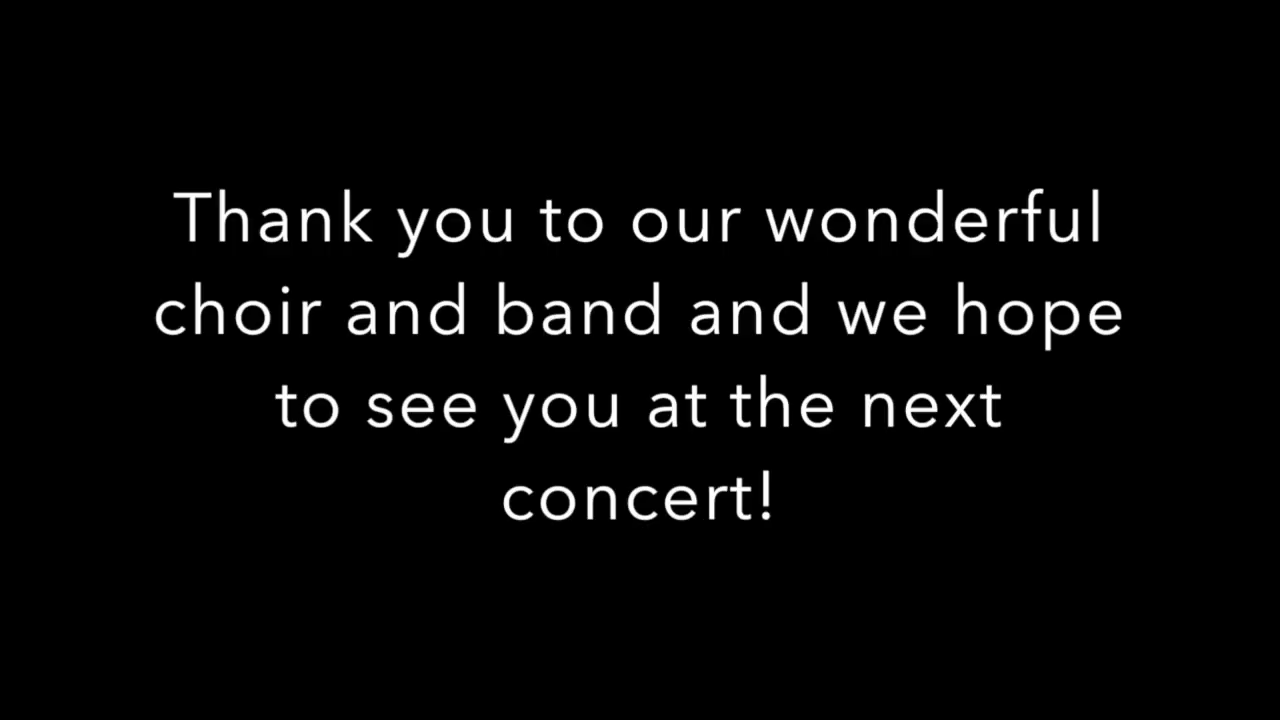 Thank you to our wonderful
choir and band and we hope
to see you at the next
concert!